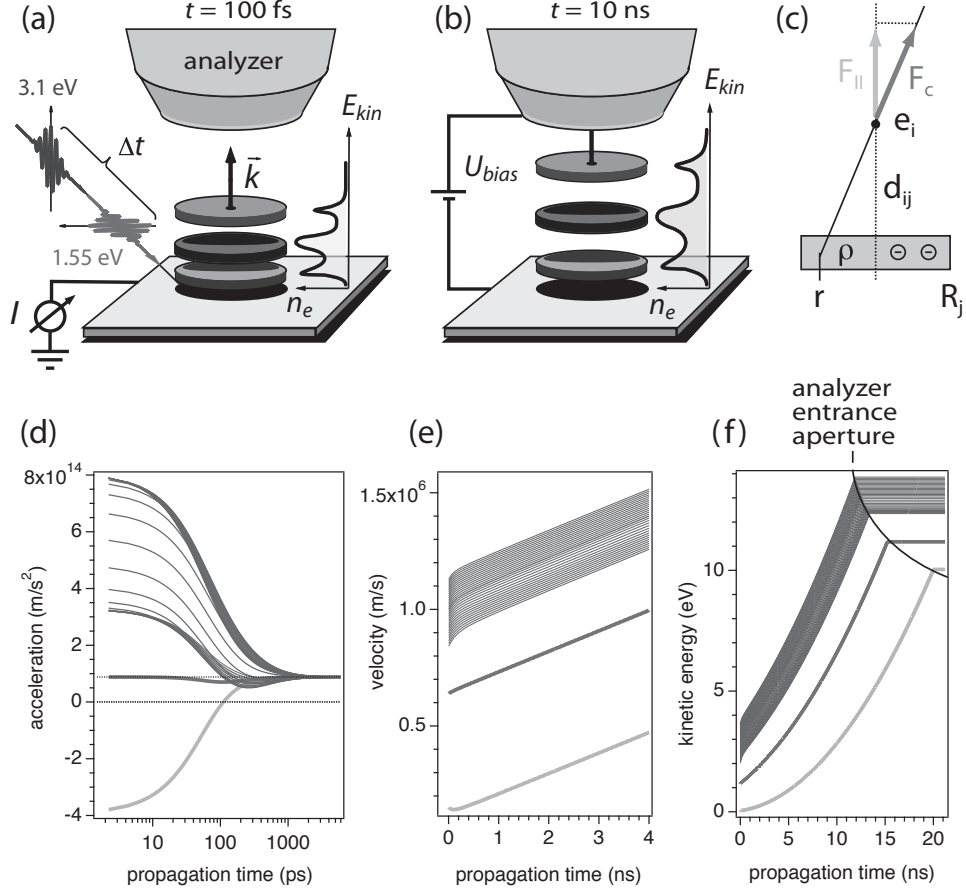 (a)
t = 100 fs
analyzer
3.1 eV
Δt
1.55 eV
k
E_kin
n_e
I
(b)
t = 10 ns
E_kin
U_bias
n_e
(c)
F_II
F_c
e_i
d_ij
ρ
r
R_j
(d)
8x10^14
6
4
2
0
-2
-4
acceleration (m/s^2)
10
100
1000
propagation time (ps)
(e)
1.5x10^6
1.0
0.5
velocity (m/s)
0
1
2
3
4
propagation time (ns)
analyzer
entrance
aperture
(f)
10
5
0
kinetic energy (eV)
0
5
10
15
20
propagation time (ns)